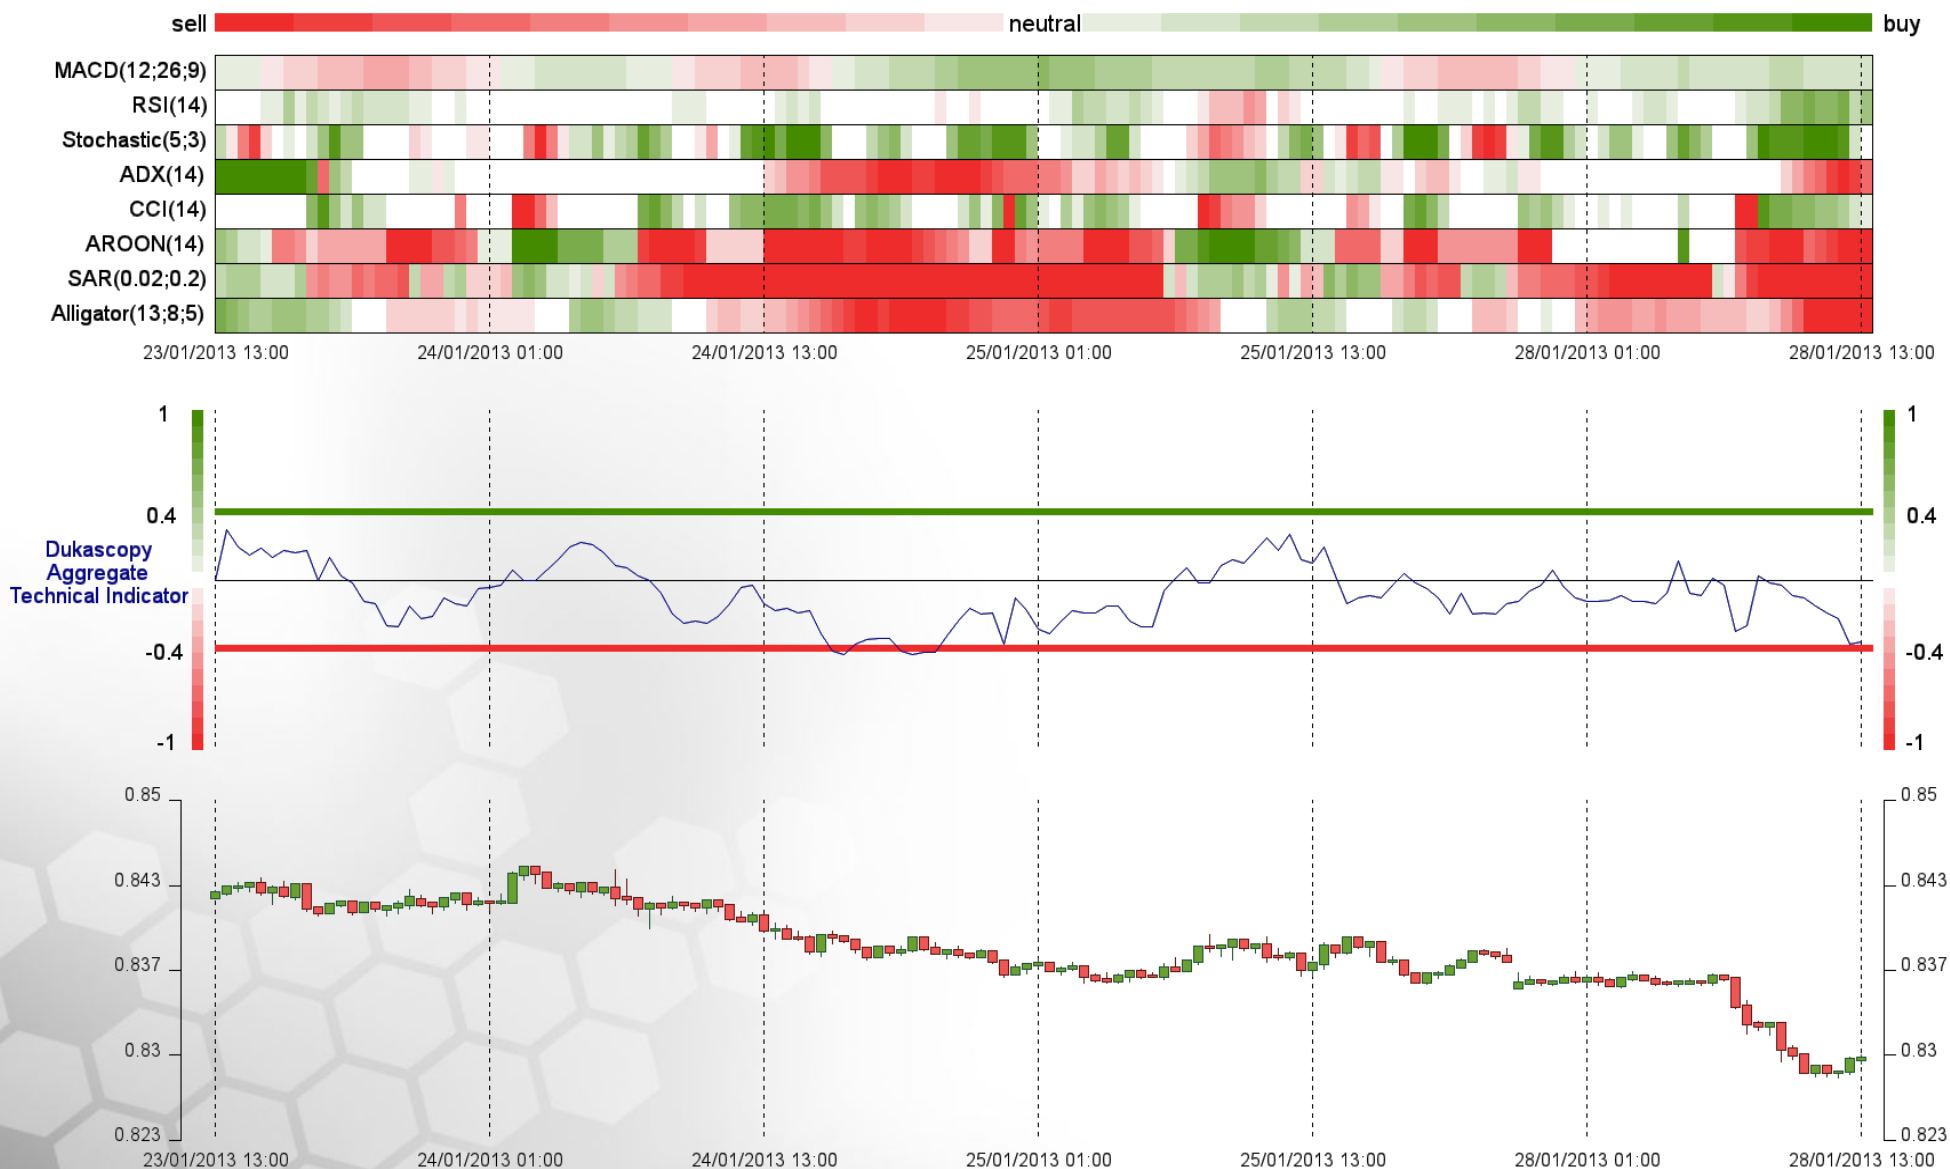 sell neutral buy
MACD(12;26;9)
RSI(14)
Stochastic(5;3)
ADX(14)
CCI(14)
AROON(14)
SAR(0.02;0.2)
Alligator(13;8;5)
23/01/2013 13:00 24/01/2013 01:00 24/01/2013 13:00 25/01/2013 01:00 25/01/2013 13:00 28/01/2013 01:00 28/01/2013 13:00
1 1
0.4 0.4
Dukascopy
Aggregate
Technical Indicator
-0.4 -0.4
-1 -1
0.85 0.85
0.843 0.843
0.837 0.837
0.83 0.83
0.823 0.823
23/01/2013 13:00 24/01/2013 01:00 24/01/2013 13:00 25/01/2013 01:00 25/01/2013 13:00 28/01/2013 01:00 28/01/2013 13:00